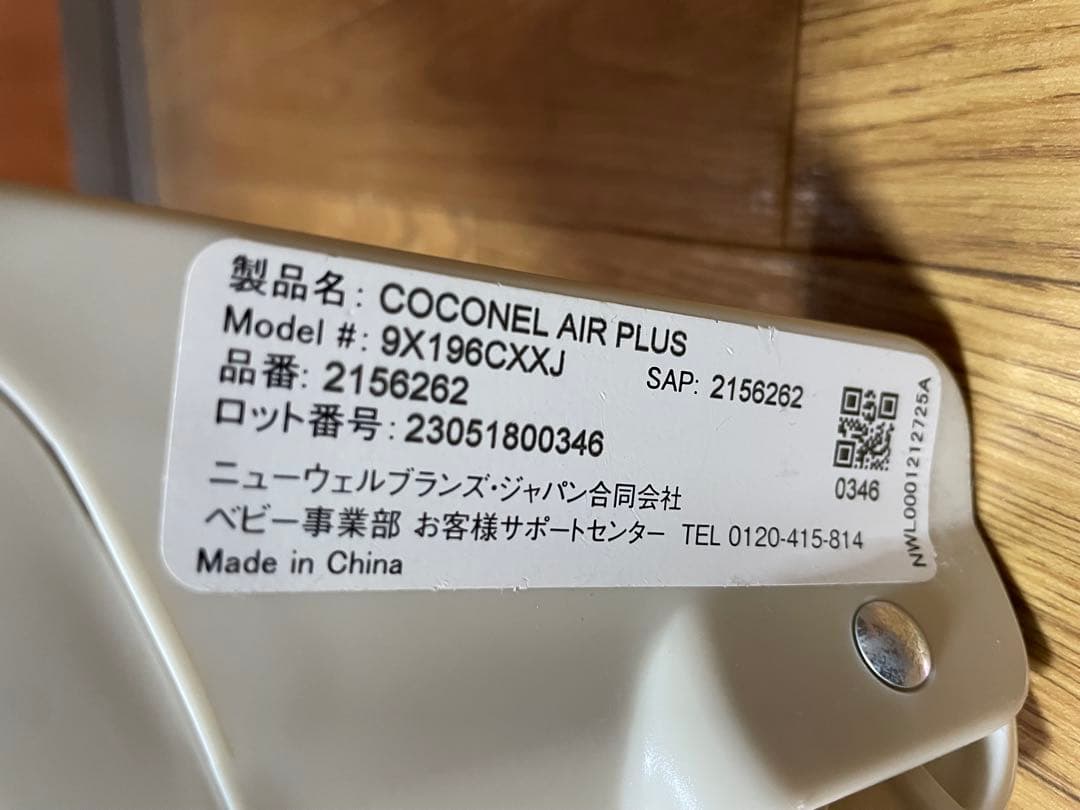 製品名: COCONEL AIR PLUS
Model #: 9X196CXXJ
品番: 2156262 SAP: 2156262
ロット番号: 23051800346
ニューウェルブランズ・ジャパン合同会社
ベビー事業部 お客様サポートセンター TEL 0120-415-814
Made in China
0346
NWL0001212725A